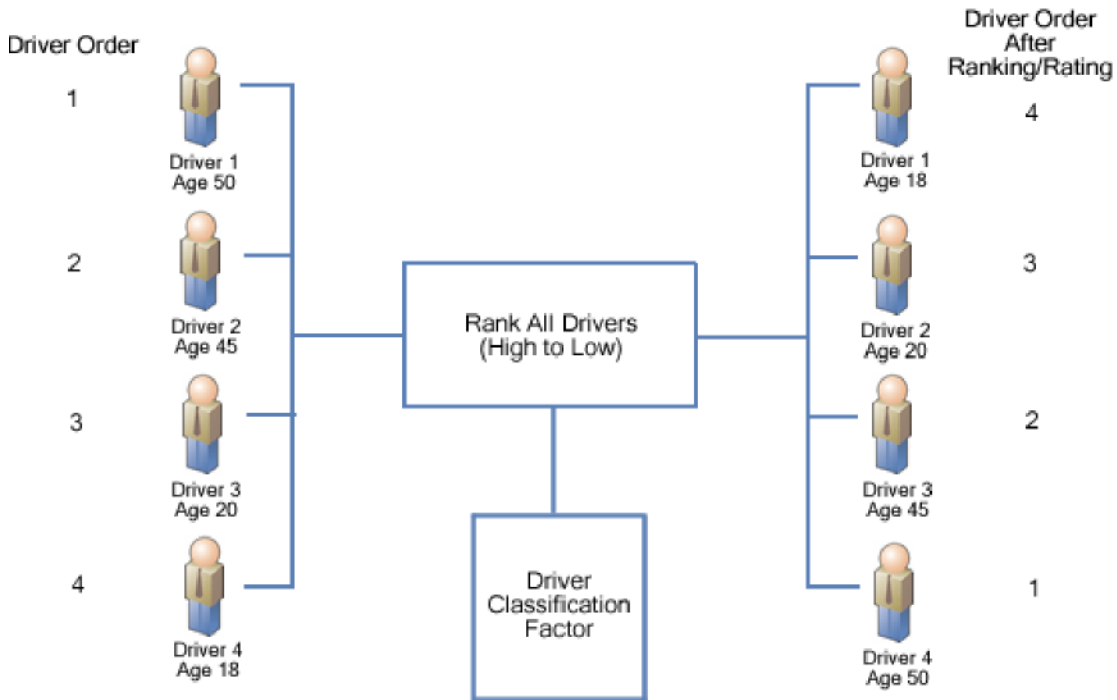 Driver Order
1
Driver 1
Age 50
2
Driver 2
Age 45
3
Driver 3
Age 20
4
Driver 4
Age 18
Rank All Drivers
(High to Low)
Driver
Classification
Factor
Driver Order
After
Ranking/Rating
Driver 1
Age 18
4
Driver 2
Age 20
3
Driver 3
Age 45
2
Driver 4
Age 50
1